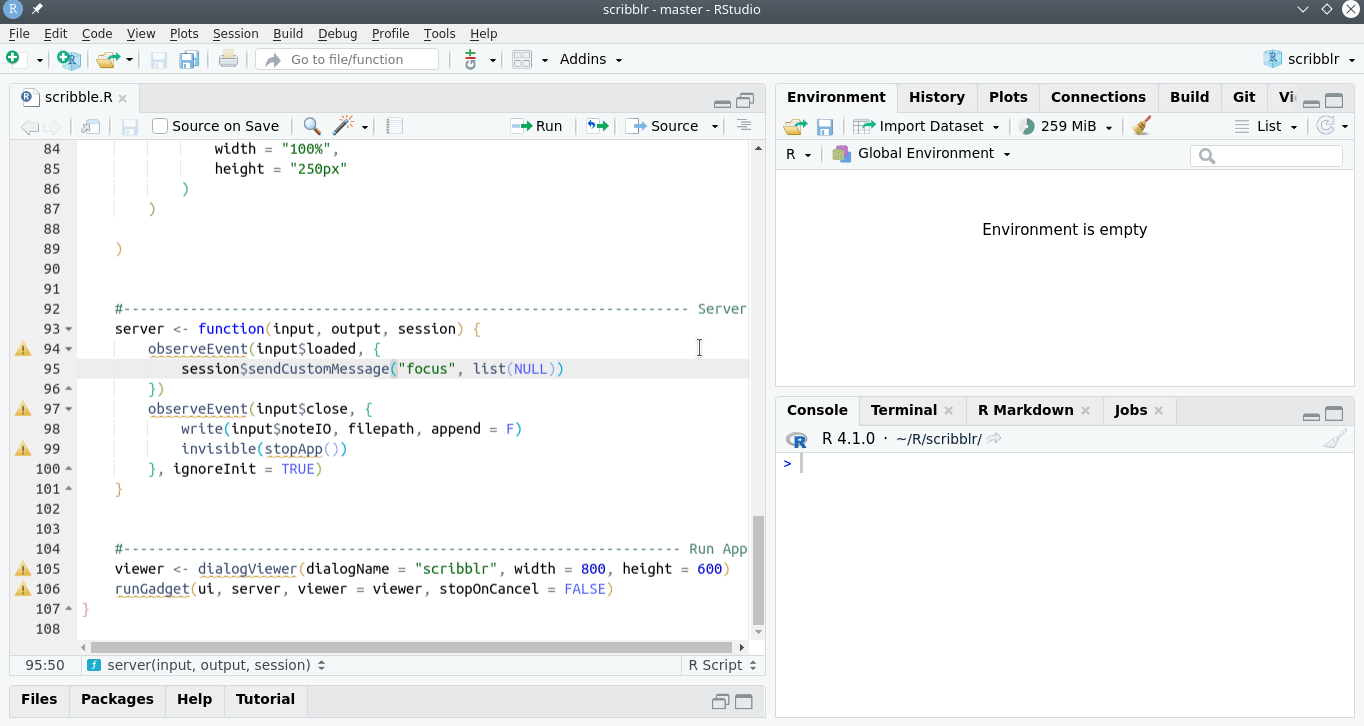 scribblr - master - RStudio
File Edit Code View Plots Session Build Debug Profile Tools Help
Go to file/function Addins scribblr
scribble.R
Source on Save Run Source
84 width = "100%",
85 height = "250px"
86 )
87 )
88
89 )
90
91
92 #-------------------------------------------------------------------- Server
93 server <- function(input, output, session) {
94 observeEvent(input$loaded, {
95 session$sendCustomMessage("focus", list(NULL))
96 })
97 observeEvent(input$close, {
98 write(input$noteIO, filepath, append = F)
99 invisible(stopApp())
100 }, ignoreInit = TRUE)
101 }
102
103
104 #------------------------------------------------------------------- Run App
105 viewer <- dialogViewer(dialogName = "scribblr", width = 800, height = 600)
106 runGadget(ui, server, viewer = viewer, stopOnCancel = FALSE)
107 }
108
95:50 server(input, output, session) R Script
Files Packages Help Tutorial
Environment History Plots Connections Build Git
Import Dataset 259 MiB List
R Global Environment
Environment is empty
Console Terminal R Markdown Jobs
R 4.1.0 · ~/R/scribblr/
>